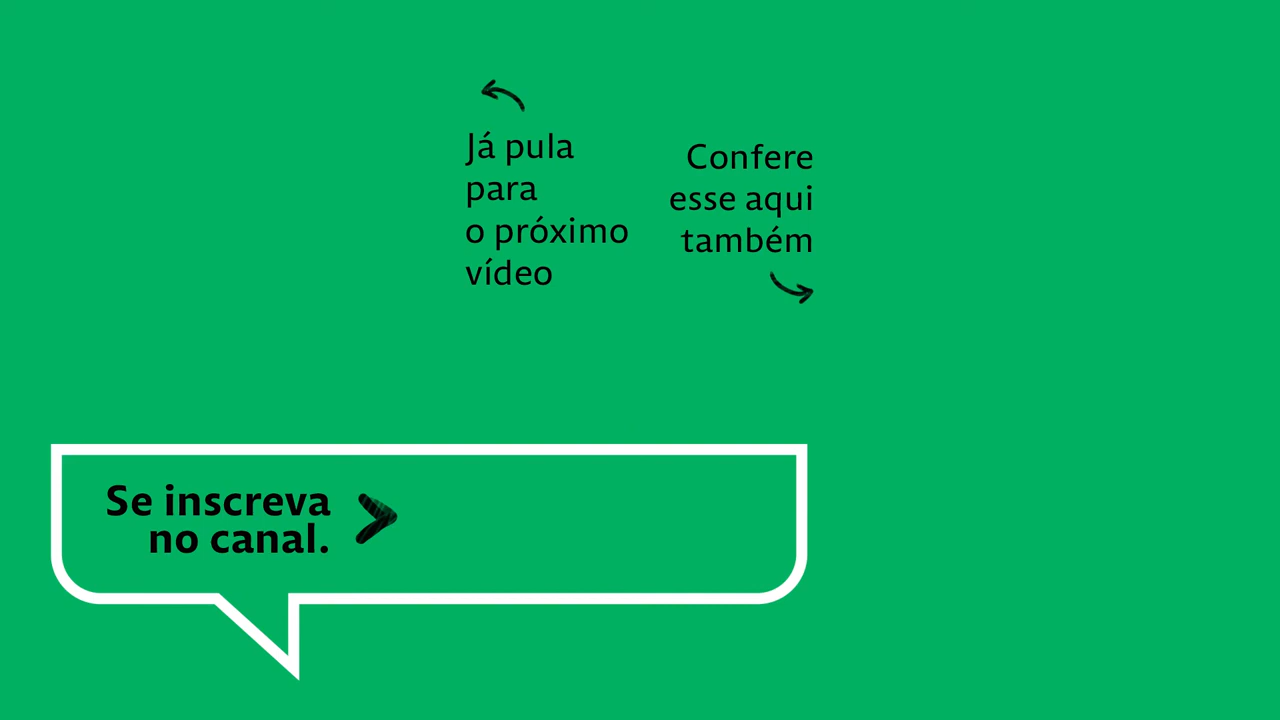 Já pula
para
o próximo
vídeo
Confere
esse aqui
também
Se inscreva
no canal.